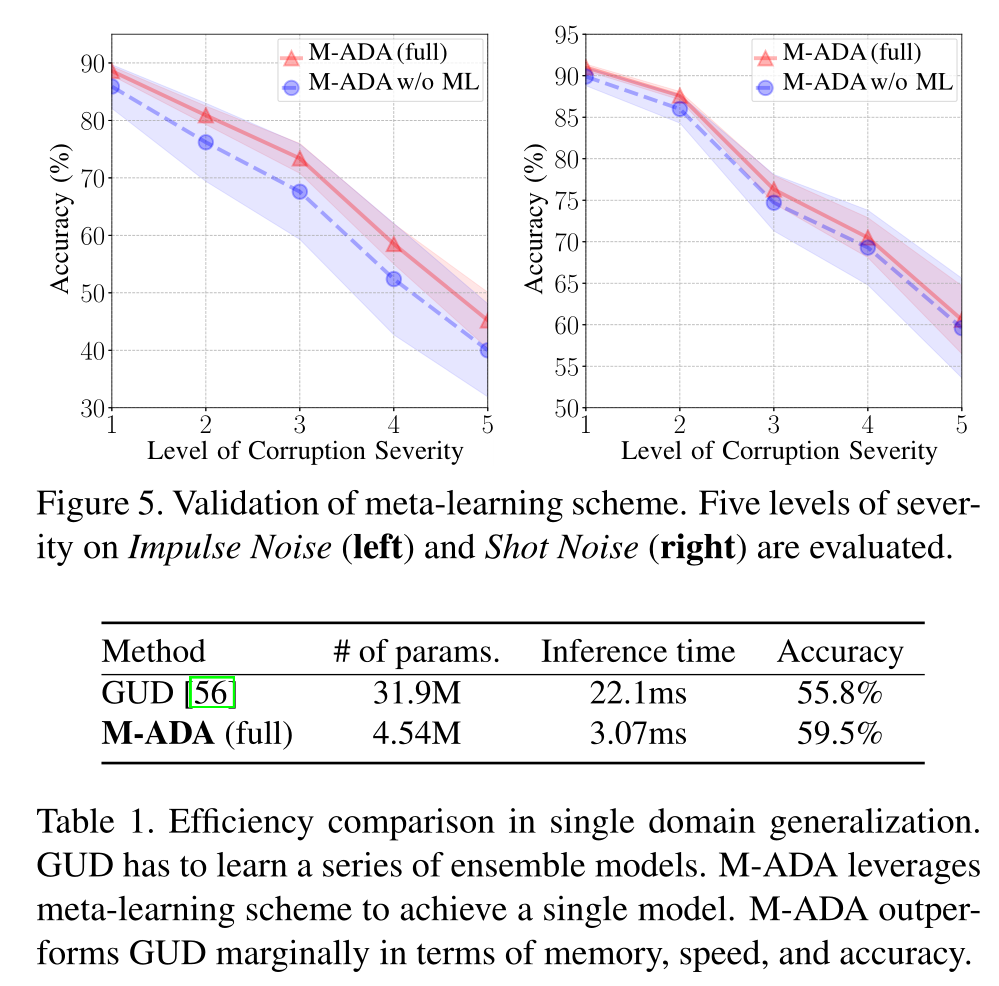 95
90
80
70
60
50
40
30
Accuracy (%)
M-ADA (full)
M-ADA w/o ML
1 2 3 4 5
Level of Corruption Severity
95
90
85
80
75
70
65
60
55
50
Accuracy (%)
M-ADA (full)
M-ADA w/o ML
1 2 3 4 5
Level of Corruption Severity
Figure 5. Validation of meta-learning scheme. Five levels of sever-
ity on Impulse Noise (left) and Shot Noise (right) are evaluated.
Method # of params. Inference time Accuracy
GUD [56] 31.9M 22.1ms 55.8%
M-ADA (full) 4.54M 3.07ms 59.5%
Table 1. Efficiency comparison in single domain generalization.
GUD has to learn a series of ensemble models. M-ADA leverages
meta-learning scheme to achieve a single model. M-ADA outper-
forms GUD marginally in terms of memory, speed, and accuracy.